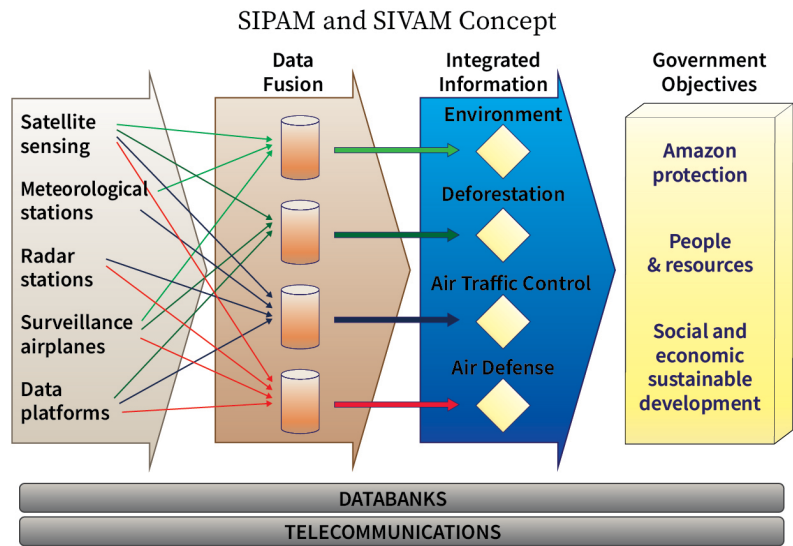 SIPAM and SIVAM Concept
Data
Fusion
Integrated
Information
Government
Objectives
Satellite
sensing
Meteorological
stations
Radar
stations
Surveillance
airplanes
Data
platforms
Environment
Deforestation
Air Traffic Control
Air Defense
Amazon
protection
People
& resources
Social and
economic
sustainable
development
DATABANKS
TELECOMMUNICATIONS